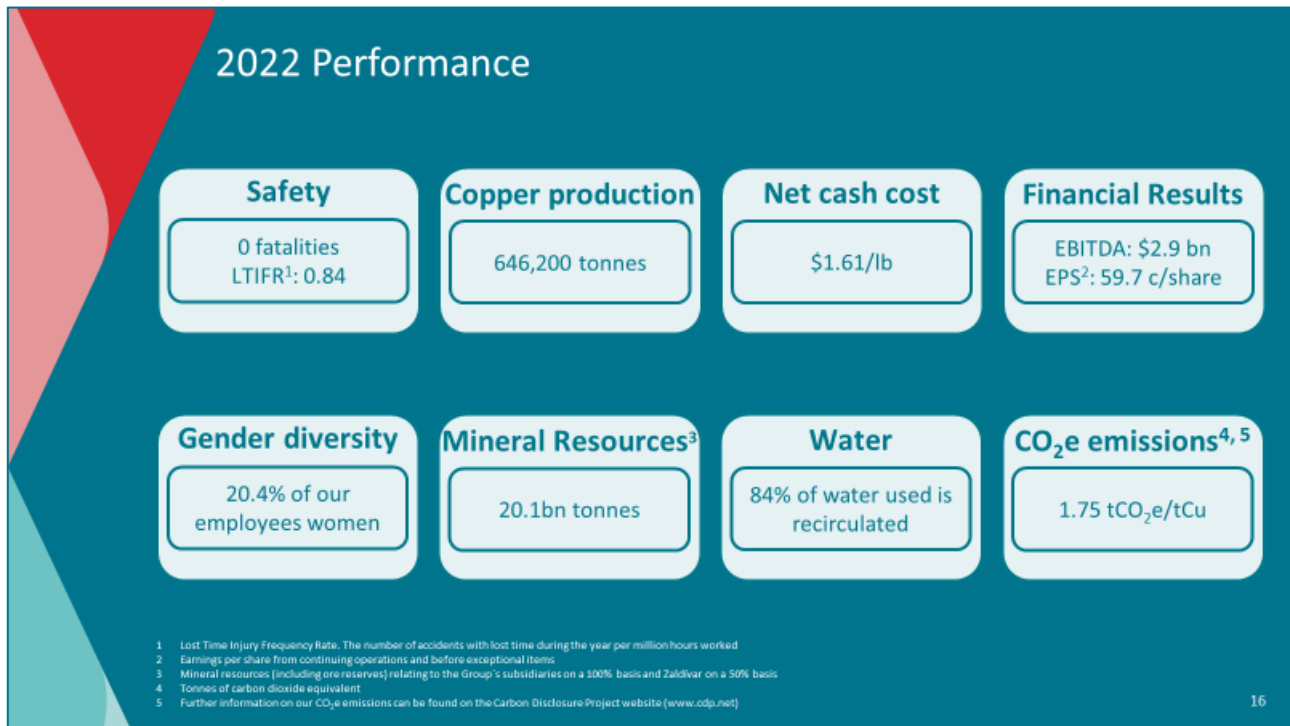 2022 Performance
Safety
0 fatalities
LTIFR¹: 0.84
Copper production
646,200 tonnes
Net cash cost
$1.61/lb
Financial Results
EBITDA: $2.9 bn
EPS²: 59.7 c/share
Gender diversity
20.4% of our
employees women
Mineral Resources³
20.1bn tonnes
Water
84% of water used is
recirculated
CO₂e emissions⁴, ⁵
1.75 tCO₂e/tCu
1 Lost Time Injury Frequency Rate. The number of accidents with lost time during the year per million hours worked
2 Earnings per share from continuing operations and before exceptional items
3 Mineral resources (including ore reserves) relating to the Group´s subsidiaries on a 100% basis and Zaldívar on a 50% basis
4 Tonnes of carbon dioxide equivalent
5 Further information on our CO₂e emissions can be found on the Carbon Disclosure Project website (www.cdp.net)
16